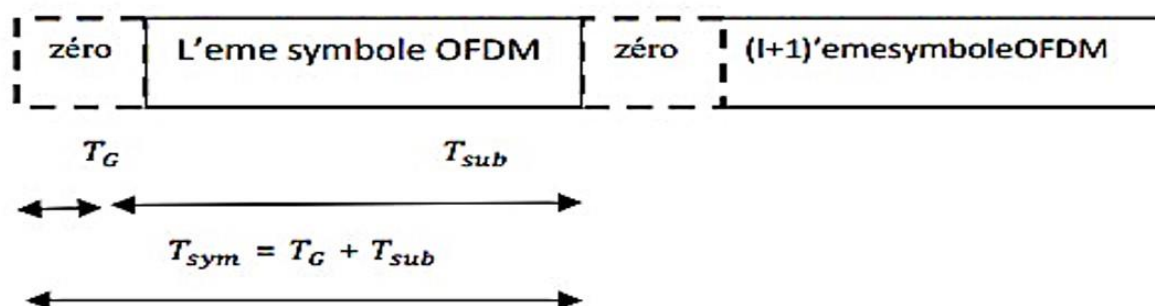 zéro L'eme symbole OFDM zéro (l+1)'emesymboleOFDM
T_G T_sub
T_sym = T_G + T_sub